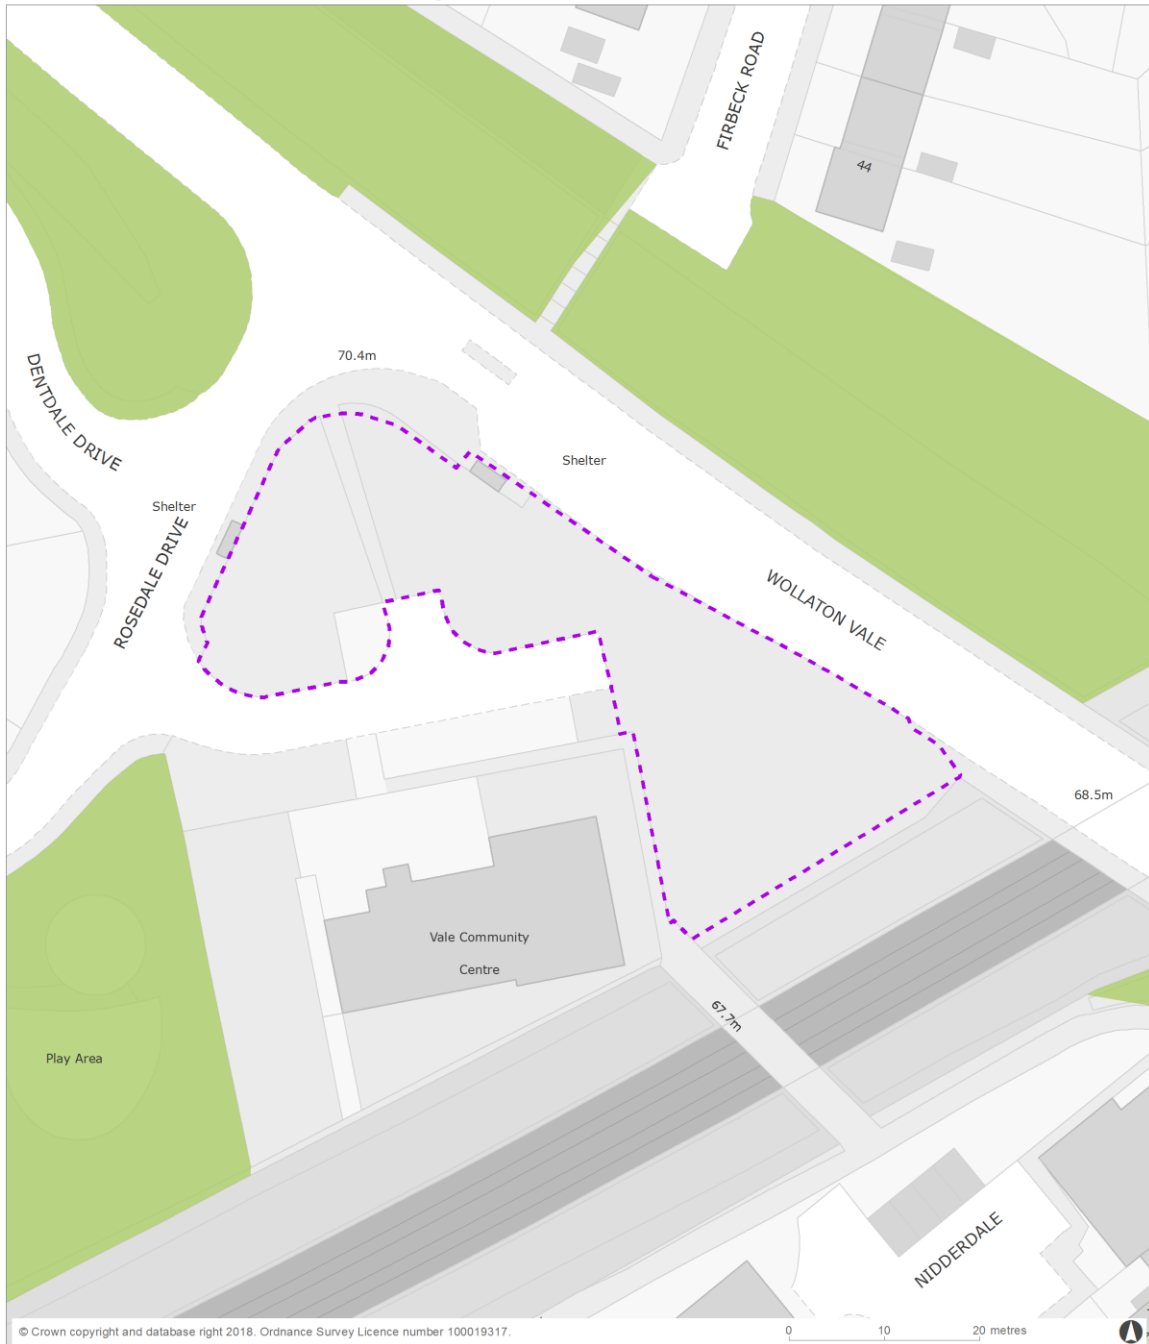 FIRBECK ROAD
44
70.4m
DENTDALE DRIVE
Shelter
Shelter
ROSEDALE DRIVE
WOLLATON VALE
68.5m
Vale Community
Centre
67.7m
Play Area
NIDDERDALE
© Crown copyright and database right 2018. Ordnance Survey Licence number 100019317.
0 10 20 metres